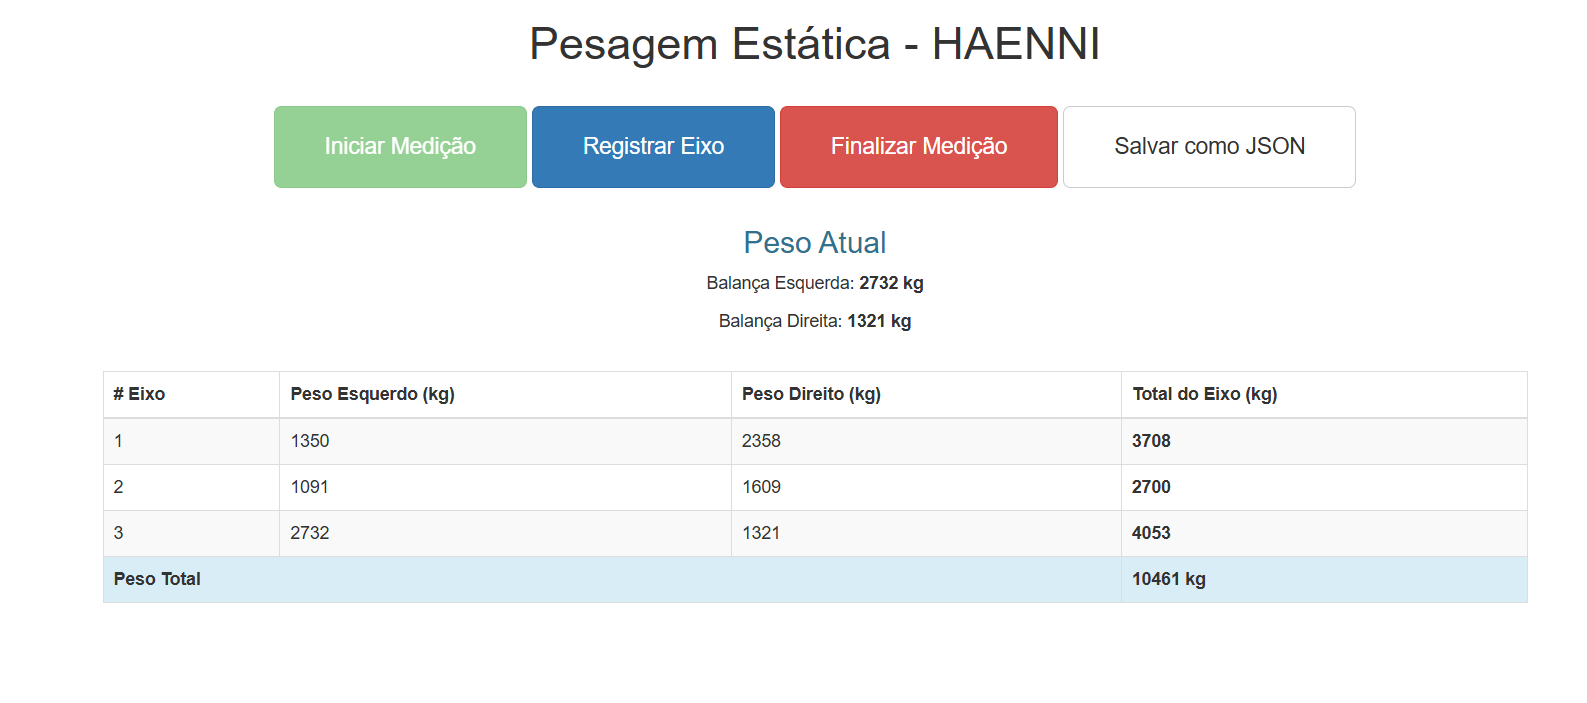 Pesagem Estática - HAENNI
Iniciar Medição Registrar Eixo Finalizar Medição Salvar como JSON
Peso Atual
Balança Esquerda: 2732 kg
Balança Direita: 1321 kg
# Eixo Peso Esquerdo (kg) Peso Direito (kg) Total do Eixo (kg)
1 1350 2358 3708
2 1091 1609 2700
3 2732 1321 4053
Peso Total 10461 kg